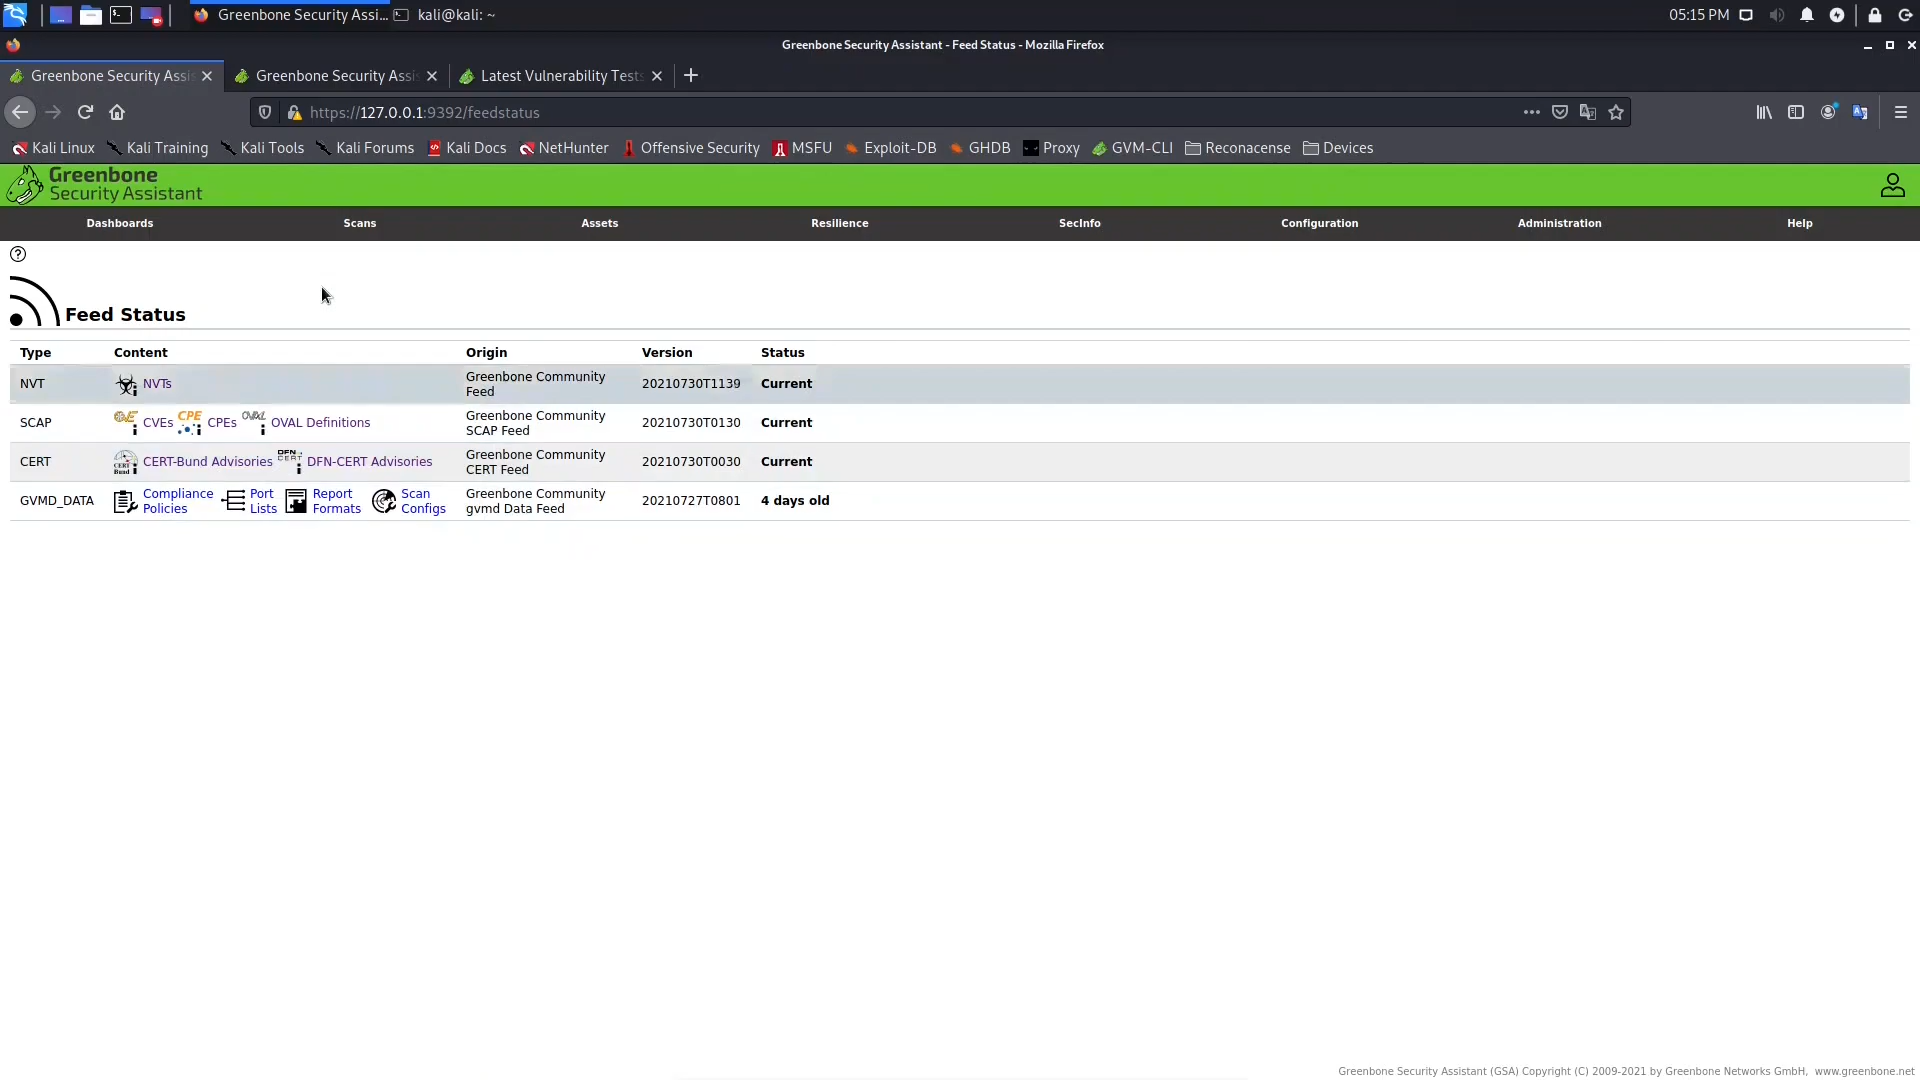 Greenbone Security Assi...
kali@kali: ~
05:15 PM
Greenbone Security Assistant - Feed Status - Mozilla Firefox
Greenbone Security Assis
Greenbone Security Assis
Latest Vulnerability Tests
https://127.0.0.1:9392/feedstatus
Kali Linux
Kali Training
Kali Tools
Kali Forums
Kali Docs
NetHunter
Offensive Security
MSFU
Exploit-DB
GHDB
Proxy
GVM-CLI
Reconacense
Devices
Greenbone
Security Assistant
Dashboards
Scans
Assets
Resilience
SecInfo
Configuration
Administration
Help
Feed Status
Type Content Origin Version Status
NVT NVTs Greenbone Community
Feed 20210730T1139 Current
SCAP CVEs CPE CPEs OVAL OVAL Definitions Greenbone Community
SCAP Feed 20210730T0130 Current
CERT CERT-Bund Advisories DFN CERT DFN-CERT Advisories Greenbone Community
CERT Feed 20210730T0030 Current
GVMD_DATA Compliance
Policies Port
Lists Report
Formats Scan
Configs Greenbone Community
gvmd Data Feed 20210727T0801 4 days old
Greenbone Security Assistant (GSA) Copyright (C) 2009-2021 by Greenbone Networks GmbH, www.greenbone.net